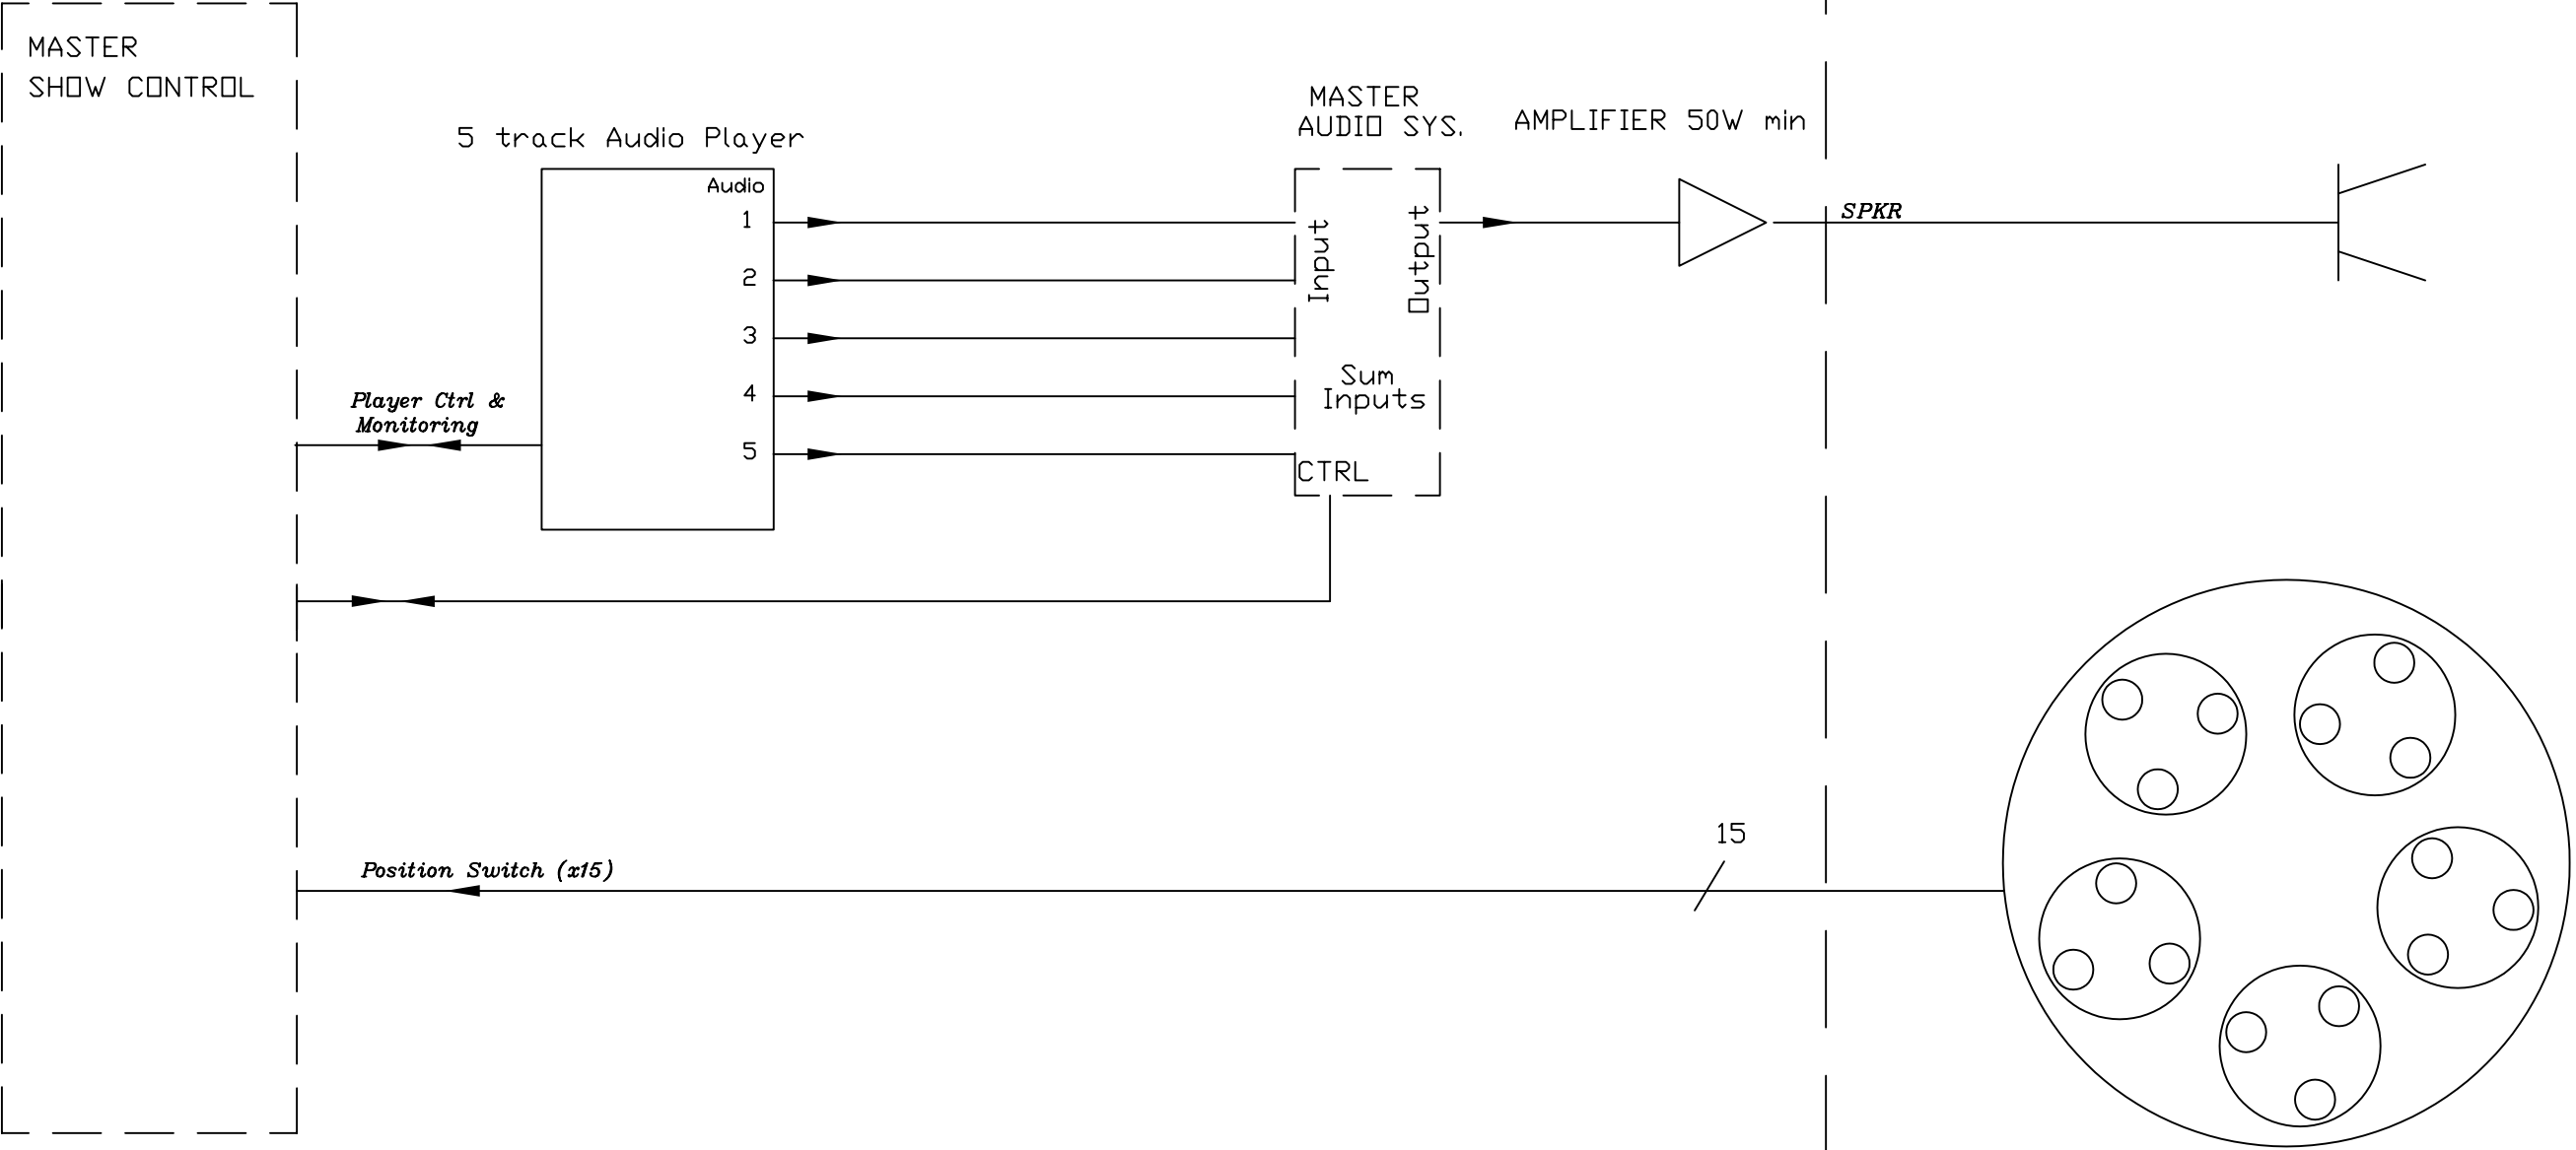 MASTER
SHOW CONTROL
5 track Audio Player
Audio
1
2
3
4
5
Player Ctrl &
Monitoring
MASTER
AUDIO SYS.
Input
Output
Sum
Inputs
CTRL
AMPLIFIER 50W min
SPKR
Position Switch (x15)
15